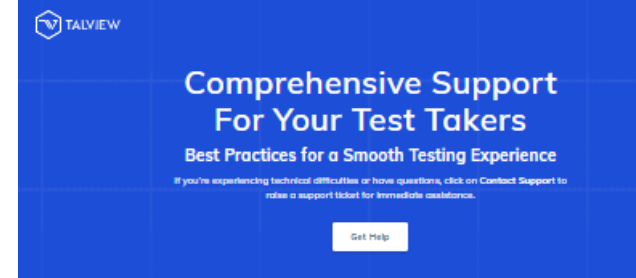 TALVIEW
Comprehensive Support
For Your Test Takers
Best Practices for a Smooth Testing Experience
If you're experiencing technical difficulties or have questions, click on Contact Support to
raise a support ticket for immediate assistance.
Get Help